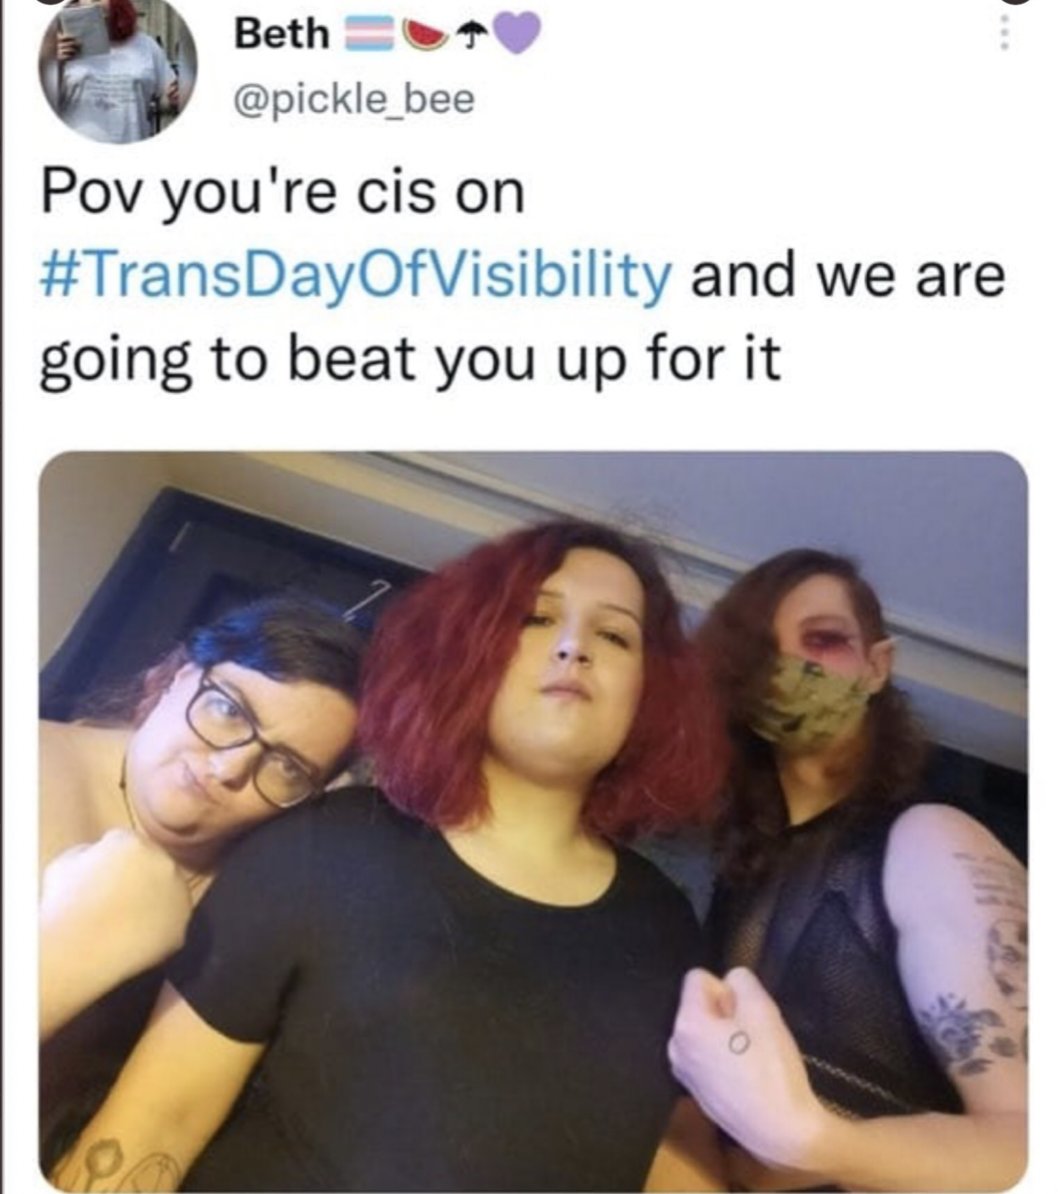 Beth
@pickle_bee
Pov you're cis on
#TransDayOfVisibility and we are
going to beat you up for it